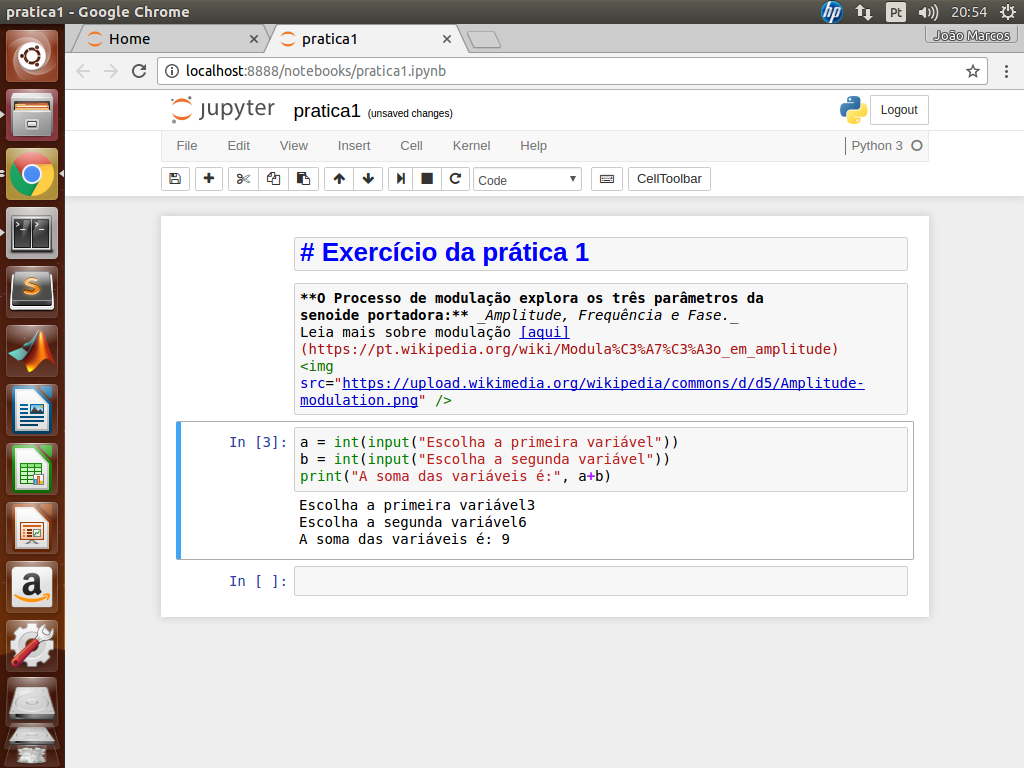 pratica1 - Google Chrome
hp Pt 20:54
Home × pratica1 ×
João Marcos
localhost:8888/notebooks/pratica1.ipynb
jupyter pratica1 (unsaved changes)
Logout
File Edit View Insert Cell Kernel Help
Python 3
Code
CellToolbar
# Exercício da prática 1
**O Processo de modulação explora os três parâmetros da
senoide portadora:** _Amplitude, Frequência e Fase._
Leia mais sobre modulação [aqui]
(https://pt.wikipedia.org/wiki/Modula%C3%A7%C3%A3o_em_amplitude)
<img
src="https://upload.wikimedia.org/wikipedia/commons/d/d5/Amplitude-
modulation.png" />
In [3]: a = int(input("Escolha a primeira variável"))
b = int(input("Escolha a segunda variável"))
print("A soma das variáveis é:", a+b)
Escolha a primeira variável3
Escolha a segunda variável6
A soma das variáveis é: 9
In [ ]: